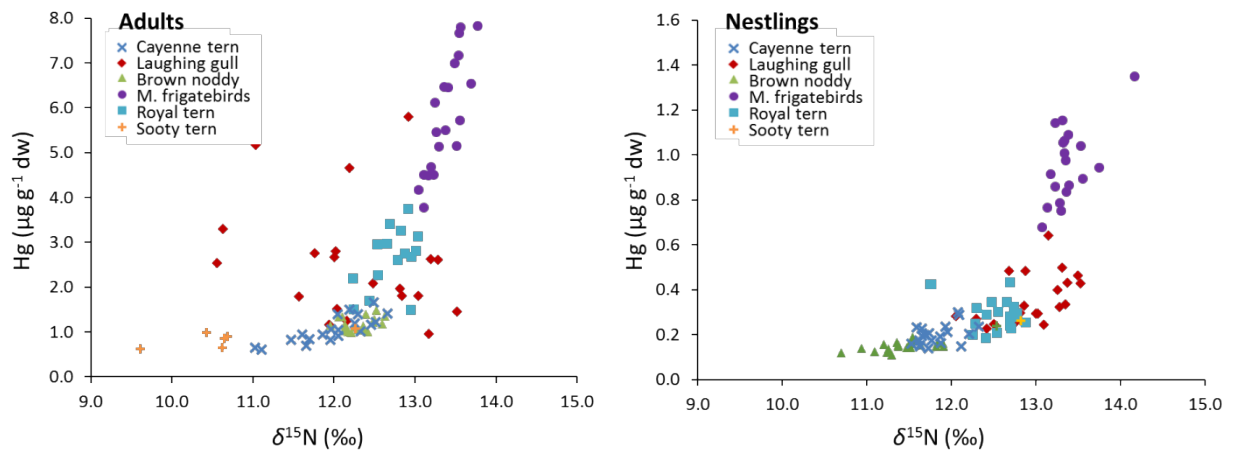 Adults
Cayenne tern
Laughing gull
Brown noddy
M. frigatebirds
Royal tern
Sooty tern
8.0
7.0
6.0
5.0
4.0
3.0
2.0
1.0
0.0
Hg (µg g⁻¹ dw)
9.0 10.0 11.0 12.0 13.0 14.0 15.0
δ¹⁵N (‰)
Nestlings
Cayenne tern
Laughing gull
Brown noddy
M. frigatebirds
Royal tern
Sooty tern
1.6
1.4
1.2
1.0
0.8
0.6
0.4
0.2
0.0
Hg (µg g⁻¹ dw)
9.0 10.0 11.0 12.0 13.0 14.0 15.0
δ¹⁵N (‰)